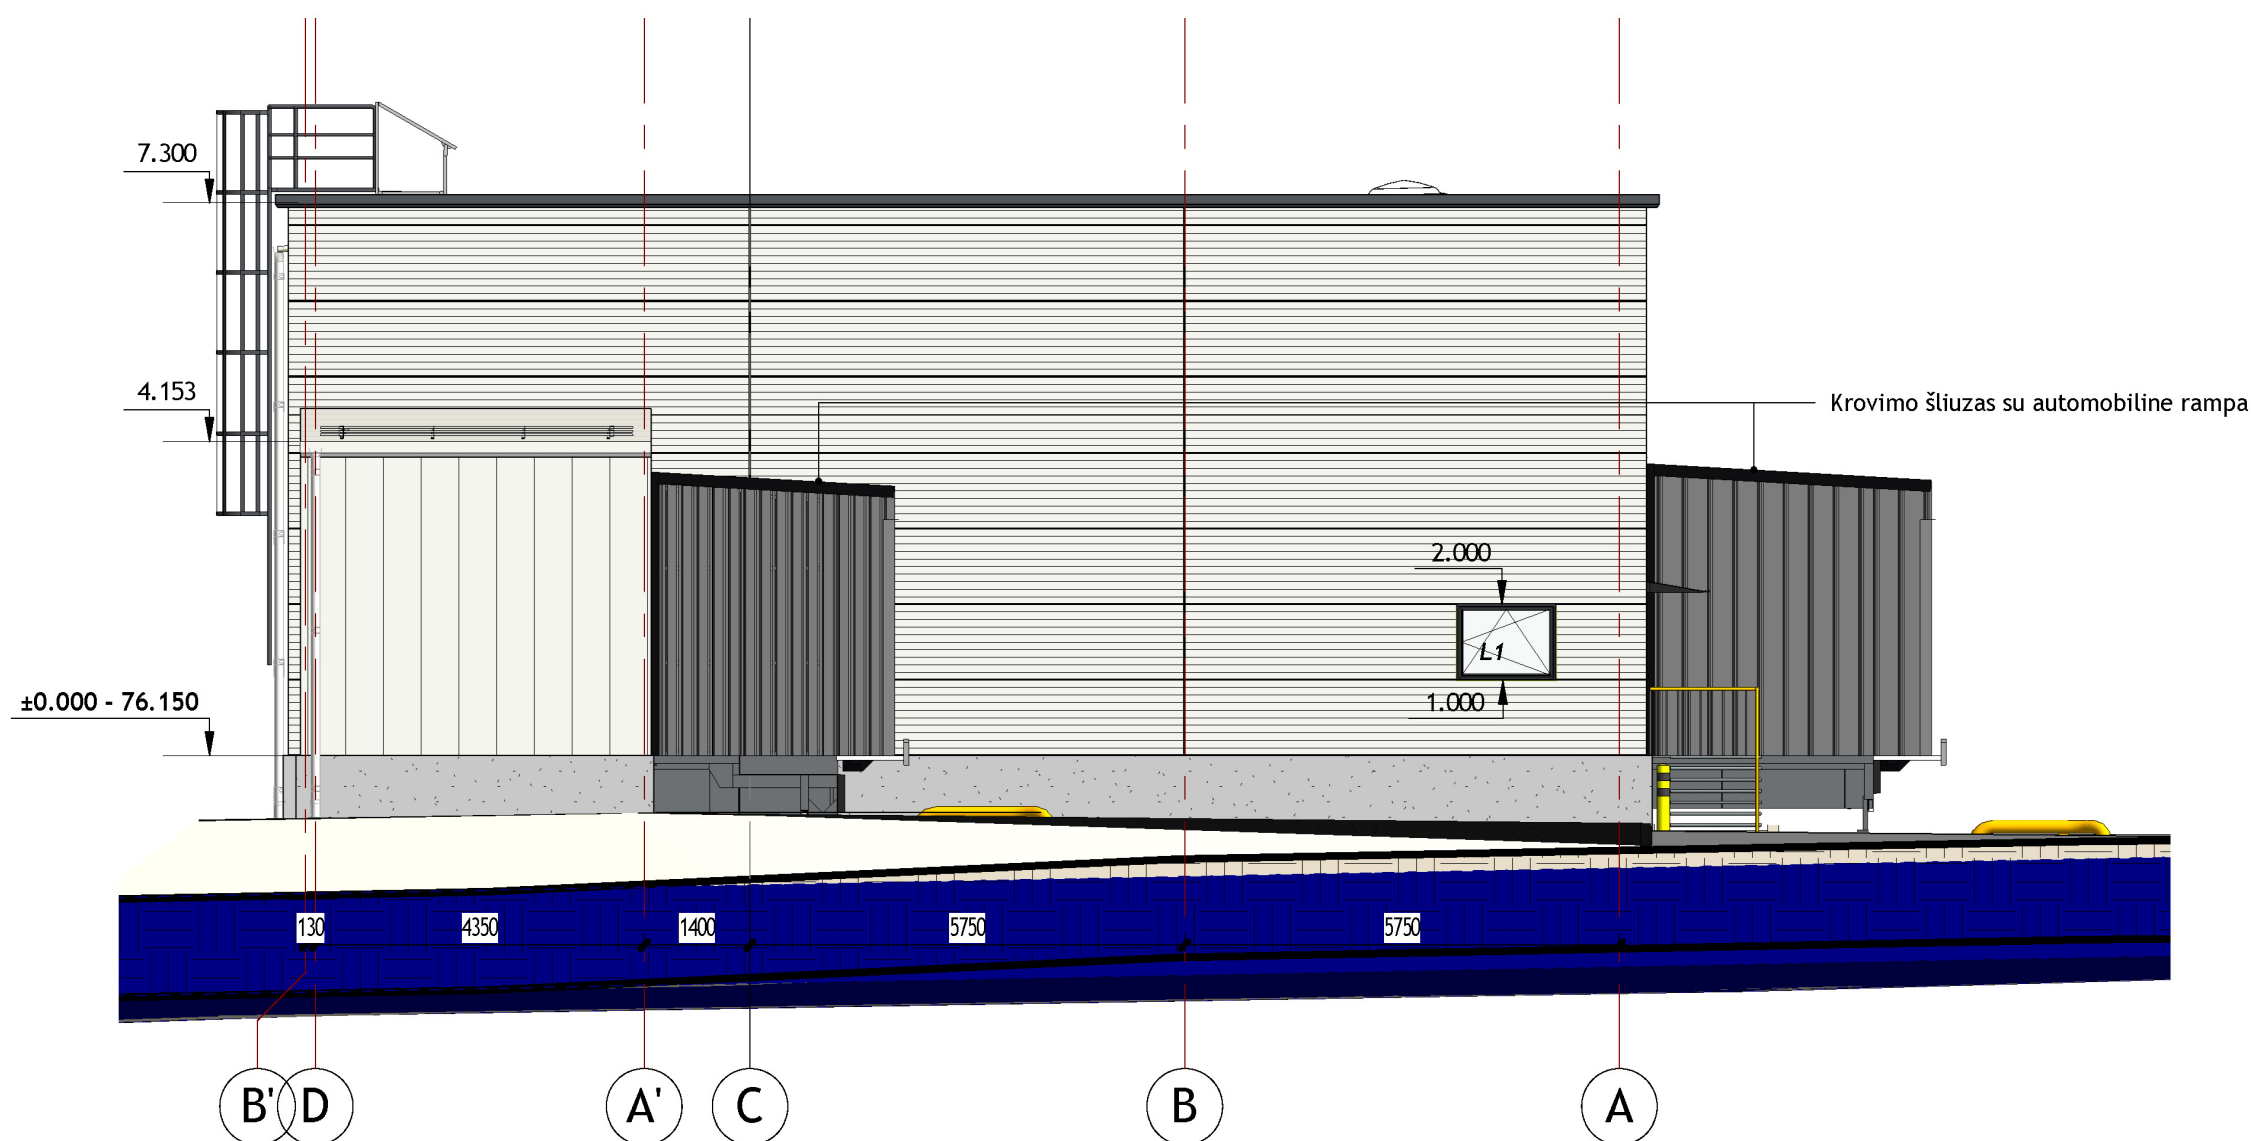 7.300
4.153
Krovimo šliuzas su automobiline rampa
2.000
L1
±0.000 - 76.150
1.000
130 4350 1400 5750 5750
B' D A' C B A